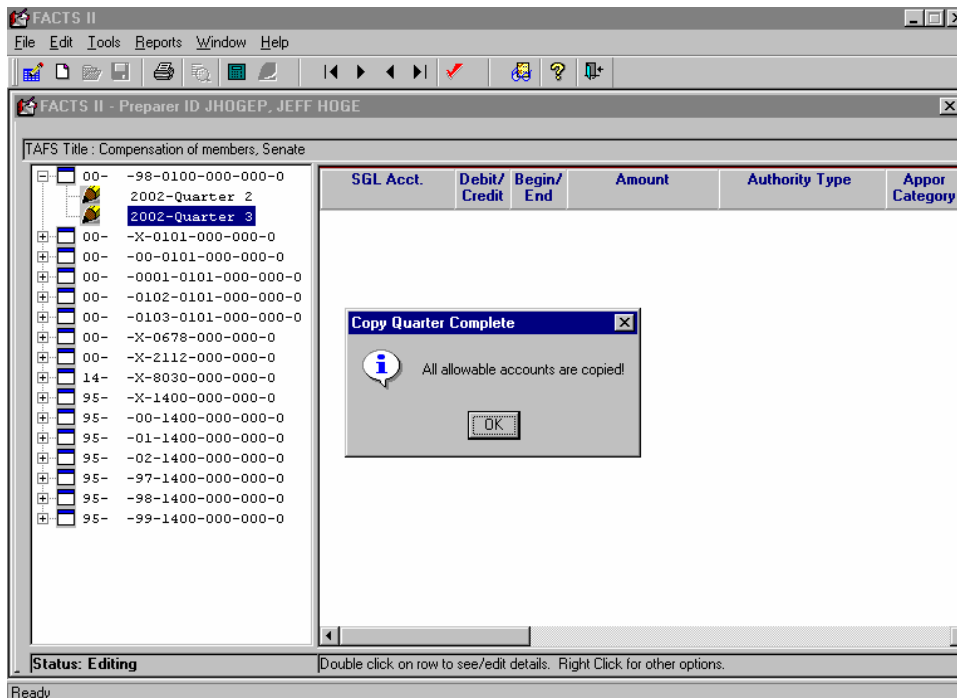 FACTS II
File Edit Tools Reports Window Help
FACTS II - Preparer ID JHOGEP, JEFF HOGE
TAFS Title : Compensation of members, Senate
00- -98-0100-000-000-0
2002-Quarter 2
2002-Quarter 3
00- -X-0101-000-000-0
00- -00-0101-000-000-0
00- -0001-0101-000-000-0
00- -0102-0101-000-000-0
00- -0103-0101-000-000-0
00- -X-0678-000-000-0
00- -X-2112-000-000-0
14- -X-8030-000-000-0
95- -X-1400-000-000-0
95- -00-1400-000-000-0
95- -01-1400-000-000-0
95- -02-1400-000-000-0
95- -97-1400-000-000-0
95- -98-1400-000-000-0
95- -99-1400-000-000-0
SGL Acct. Debit/ Begin/ Amount Authority Type Appor
Credit End Category
Copy Quarter Complete
All allowable accounts are copied!
OK
Status: Editing
Double click on row to see/edit details. Right Click for other options.
Ready